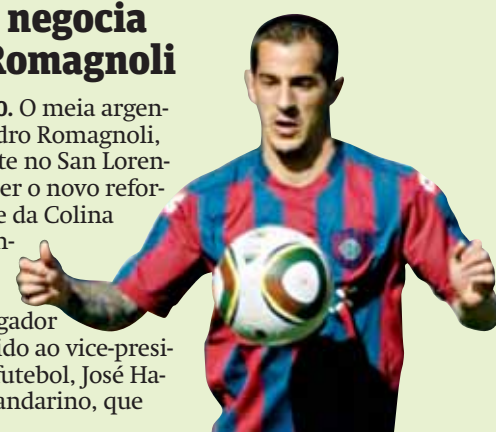 negocia
Romagnoli
O. O meia argen-
dro Romagnoli,
te no San Loren-
er o novo refor-
e da Colina
n-
gador
ido ao vice-presi-
futebol, José Ha-
andarino, que